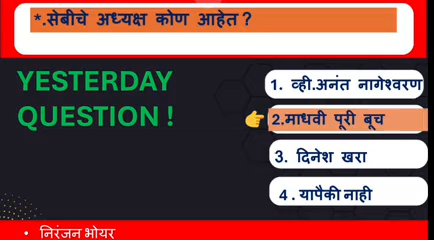 *.सेबीचे अध्यक्ष कोण आहेत ?
YESTERDAY
QUESTION !
1. व्ही.अनंत नागेश्वरण
2.माधवी पूरी बूच
3. दिनेश खरा
4 . यापैकी नाही
• निरंजन भोयर